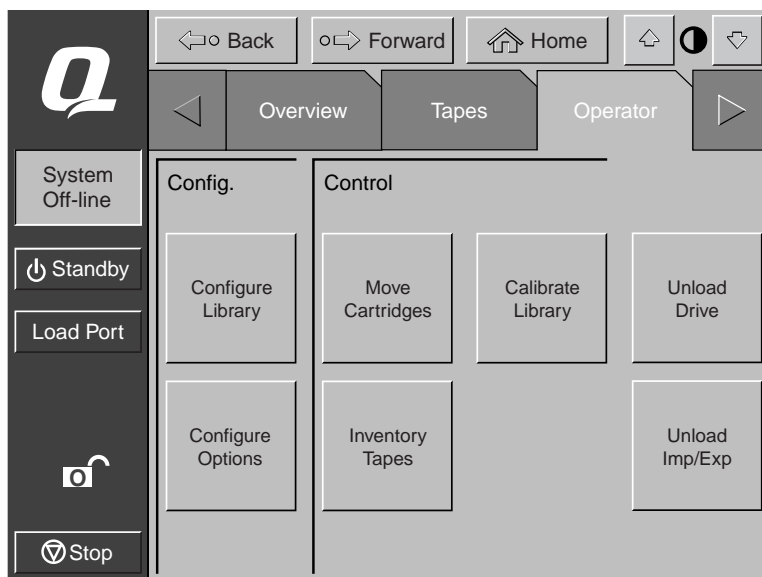 Q
Back
Forward
Home
Overview
Tapes
Operator
System
Off-line
Standby
Load Port
O
Stop
Config.
Control
Configure
Library
Move
Cartridges
Calibrate
Library
Unload
Drive
Configure
Options
Inventory
Tapes
Unload
Imp/Exp